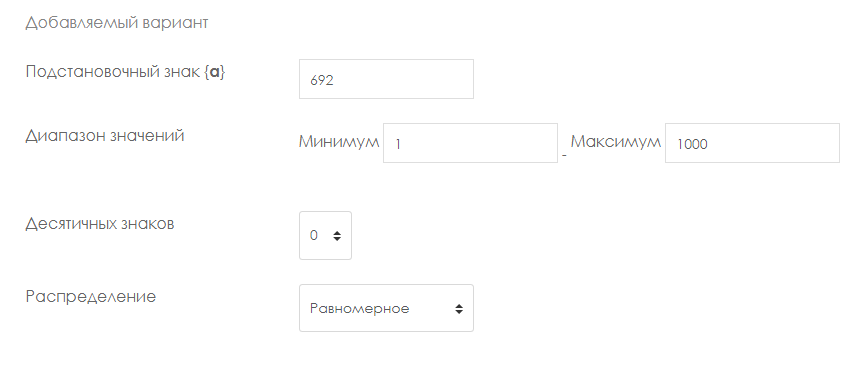 Добавляемый вариант
Подстановочный знак {a} 692
Диапазон значений Минимум 1 - Максимум 1000
Десятичных знаков 0
Распределение Равномерное